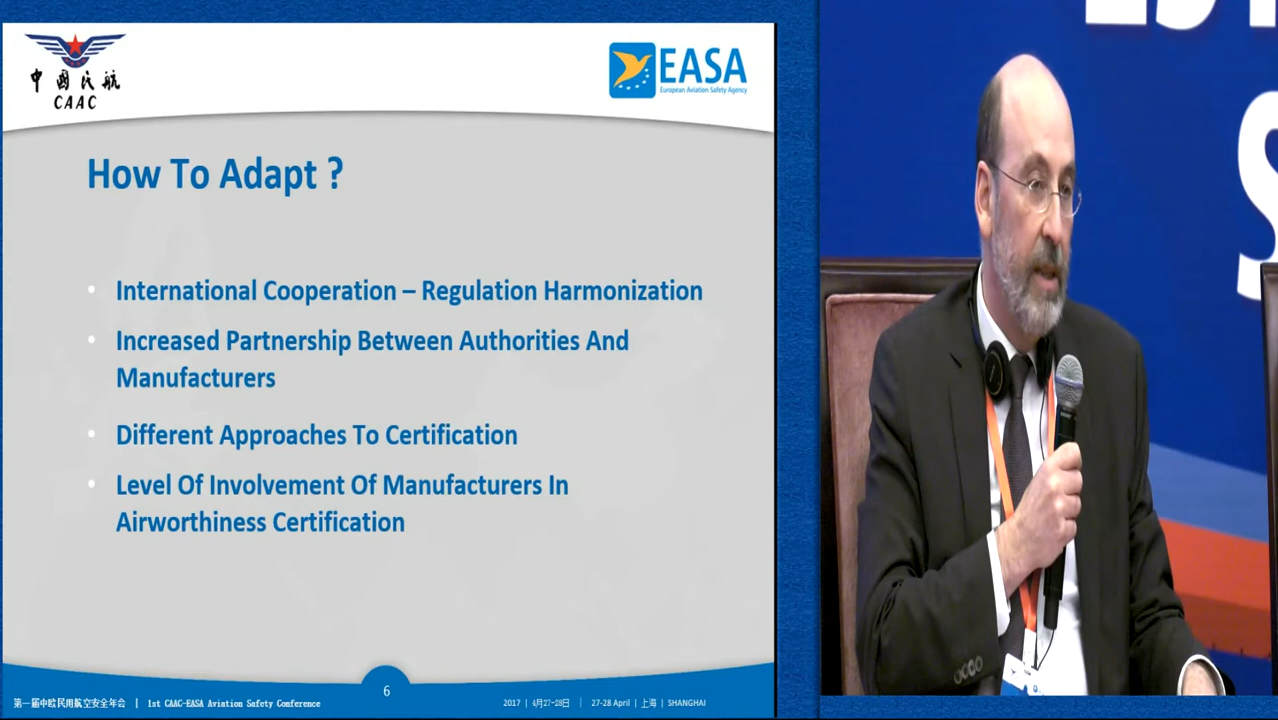 中國民航
CAAC
EASA
European Aviation Safety Agency
How To Adapt ?
International Cooperation – Regulation Harmonization
Increased Partnership Between Authorities And
Manufacturers
Different Approaches To Certification
Level Of Involvement Of Manufacturers In
Airworthiness Certification
6
第一届中欧民用航空安全年会 | 1st CAAC-EASA Aviation Safety Conference
2017 | 4月27-28日 | 27-28 April | 上海 | SHANGHAI